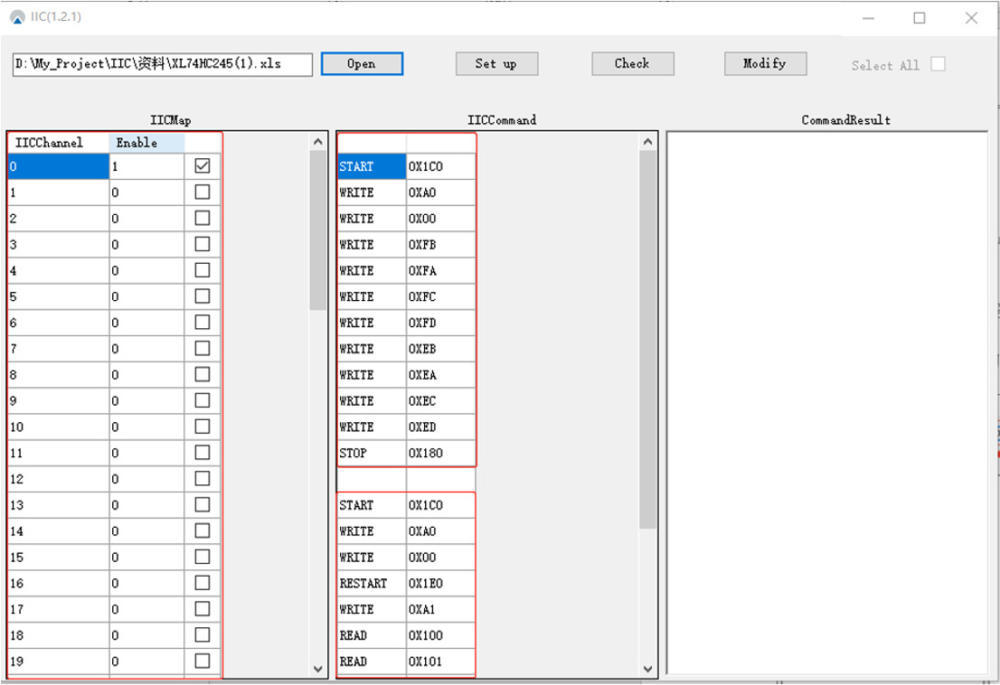 IIC(1.2.1)
D:\My_Project\IIC\资料\XL74HC245(1).xls Open Set up Check Modify Select All
IICMap IICCommand CommandResult
IICChannel Enable
0 1 START 0X1C0
1 0 WRITE 0XA0
2 0 WRITE 0X00
3 0 WRITE 0XFB
4 0 WRITE 0XFA
5 0 WRITE 0XFC
6 0 WRITE 0XFD
7 0 WRITE 0XEB
8 0 WRITE 0XEA
9 0 WRITE 0XEC
10 0 WRITE 0XED
11 0 STOP 0X180
12 0
13 0 START 0X1C0
14 0 WRITE 0XA0
15 0 WRITE 0X00
16 0 RESTART 0X1E0
17 0 WRITE 0XA1
18 0 READ 0X100
19 0 READ 0X101